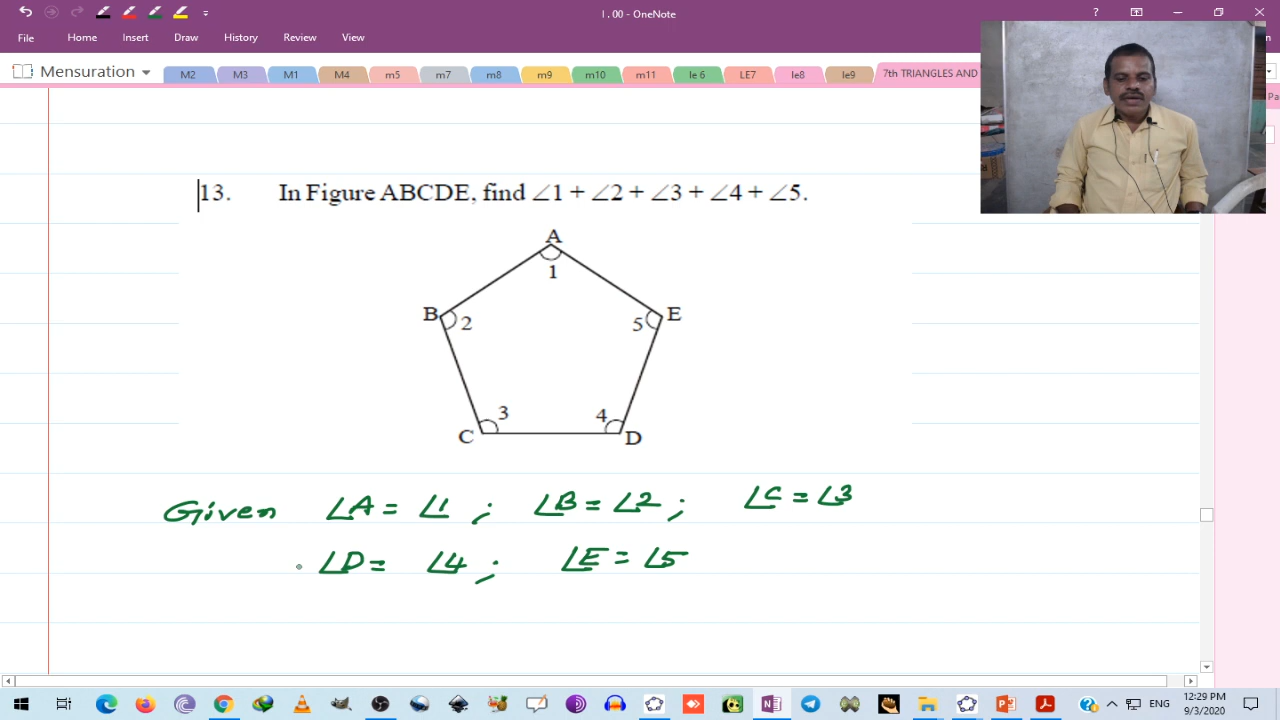 1.00 - OneNote
File Home Insert Draw History Review View
Mensuration M2 M3 M1 M4 m5 m7 m8 m9 m10 m11 le 6 LE7 le8 le9 7th TRIANGLES AND
Pa
13. In Figure ABCDE, find ∠1 + ∠2 + ∠3 + ∠4 + ∠5.
A
1
B 2 5 E
3 4
C D
Given ∠A = ∠1 ; ∠B = ∠2 ; ∠C = ∠3
∠D = ∠4 ; ∠E = ∠5
ENG 12:29 PM
9/3/2020